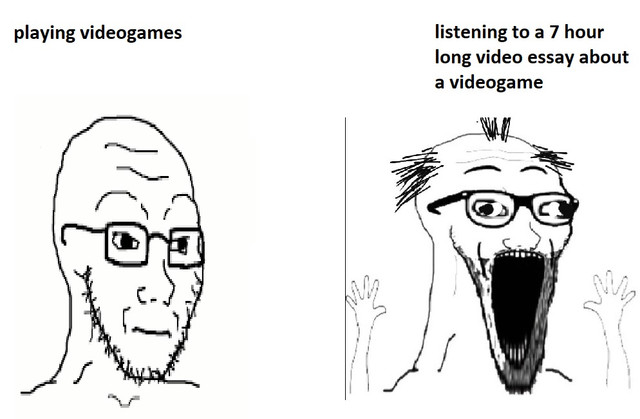 playing videogames
listening to a 7 hour
long video essay about
a videogame